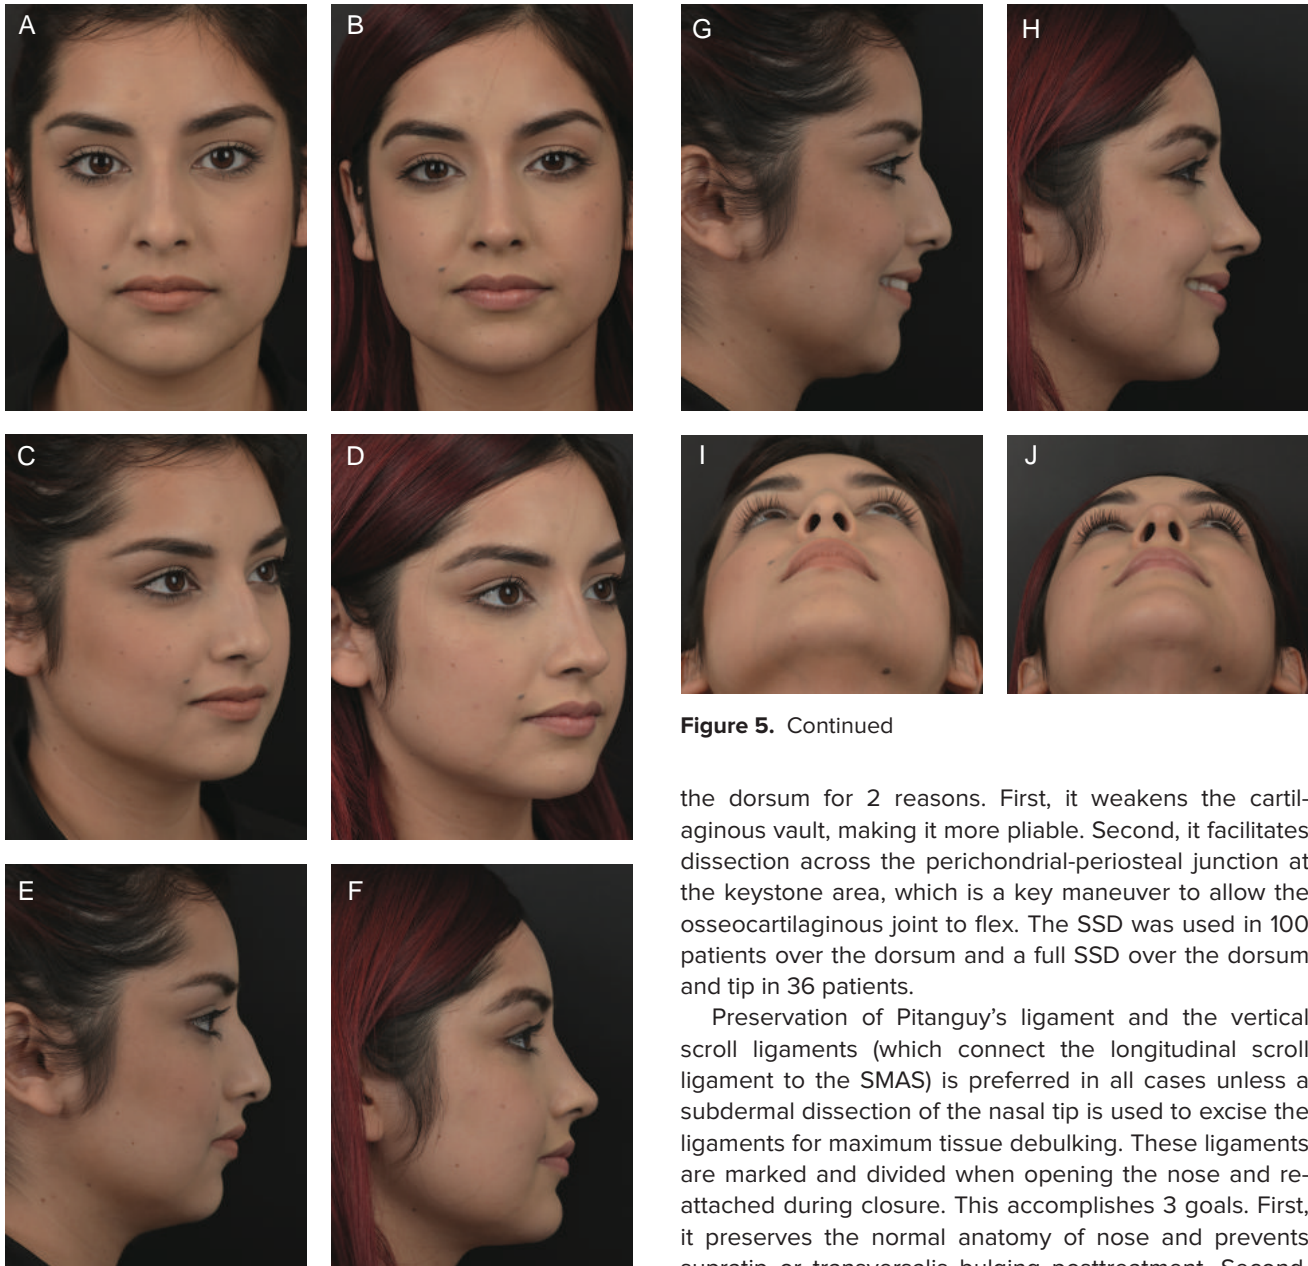 A
B
C
D
E
F
G
H
I
J
Figure 5. Continued
the dorsum for 2 reasons. First, it weakens the cartil-
aginous vault, making it more pliable. Second, it facilitates
dissection across the perichondrial-periosteal junction at
the keystone area, which is a key maneuver to allow the
osseocartilaginous joint to flex. The SSD was used in 100
patients over the dorsum and a full SSD over the dorsum
and tip in 36 patients.
Preservation of Pitanguy’s ligament and the vertical
scroll ligaments (which connect the longitudinal scroll
ligament to the SMAS) is preferred in all cases unless a
subdermal dissection of the nasal tip is used to excise the
ligaments for maximum tissue debulking. These ligaments
are marked and divided when opening the nose and re-
attached during closure. This accomplishes 3 goals. First,
it preserves the normal anatomy of nose and prevents
supratip or transversalis bulging posttreatment. Second,